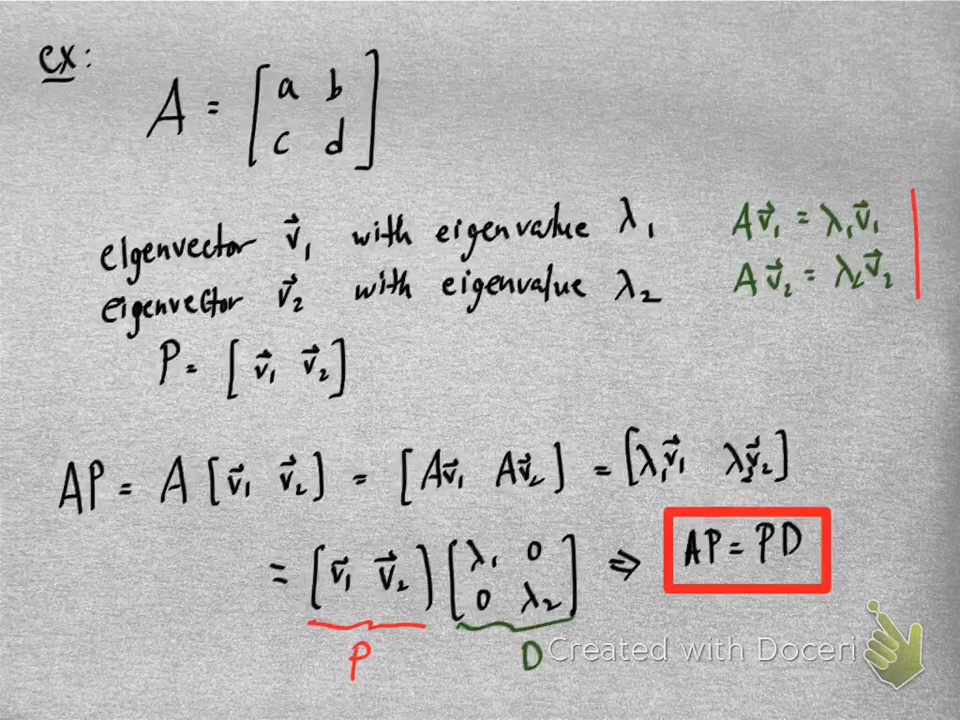 ex:
A = [a b
c d]
eigenvector v⃗₁ with eigenvalue λ₁ Av⃗₁ = λ₁v⃗₁
eigenvector v⃗₂ with eigenvalue λ₂ Av⃗₂ = λ₂v⃗₂
P = [v⃗₁ v⃗₂]
AP = A [v⃗₁ v⃗₂] = [Av⃗₁ Av⃗₂] = [λ₁v⃗₁ λ₂v⃗₂]
= [v⃗₁ v⃗₂] [λ₁ 0
0 λ₂] ⇒ AP = PD
P D
Created with Doceri